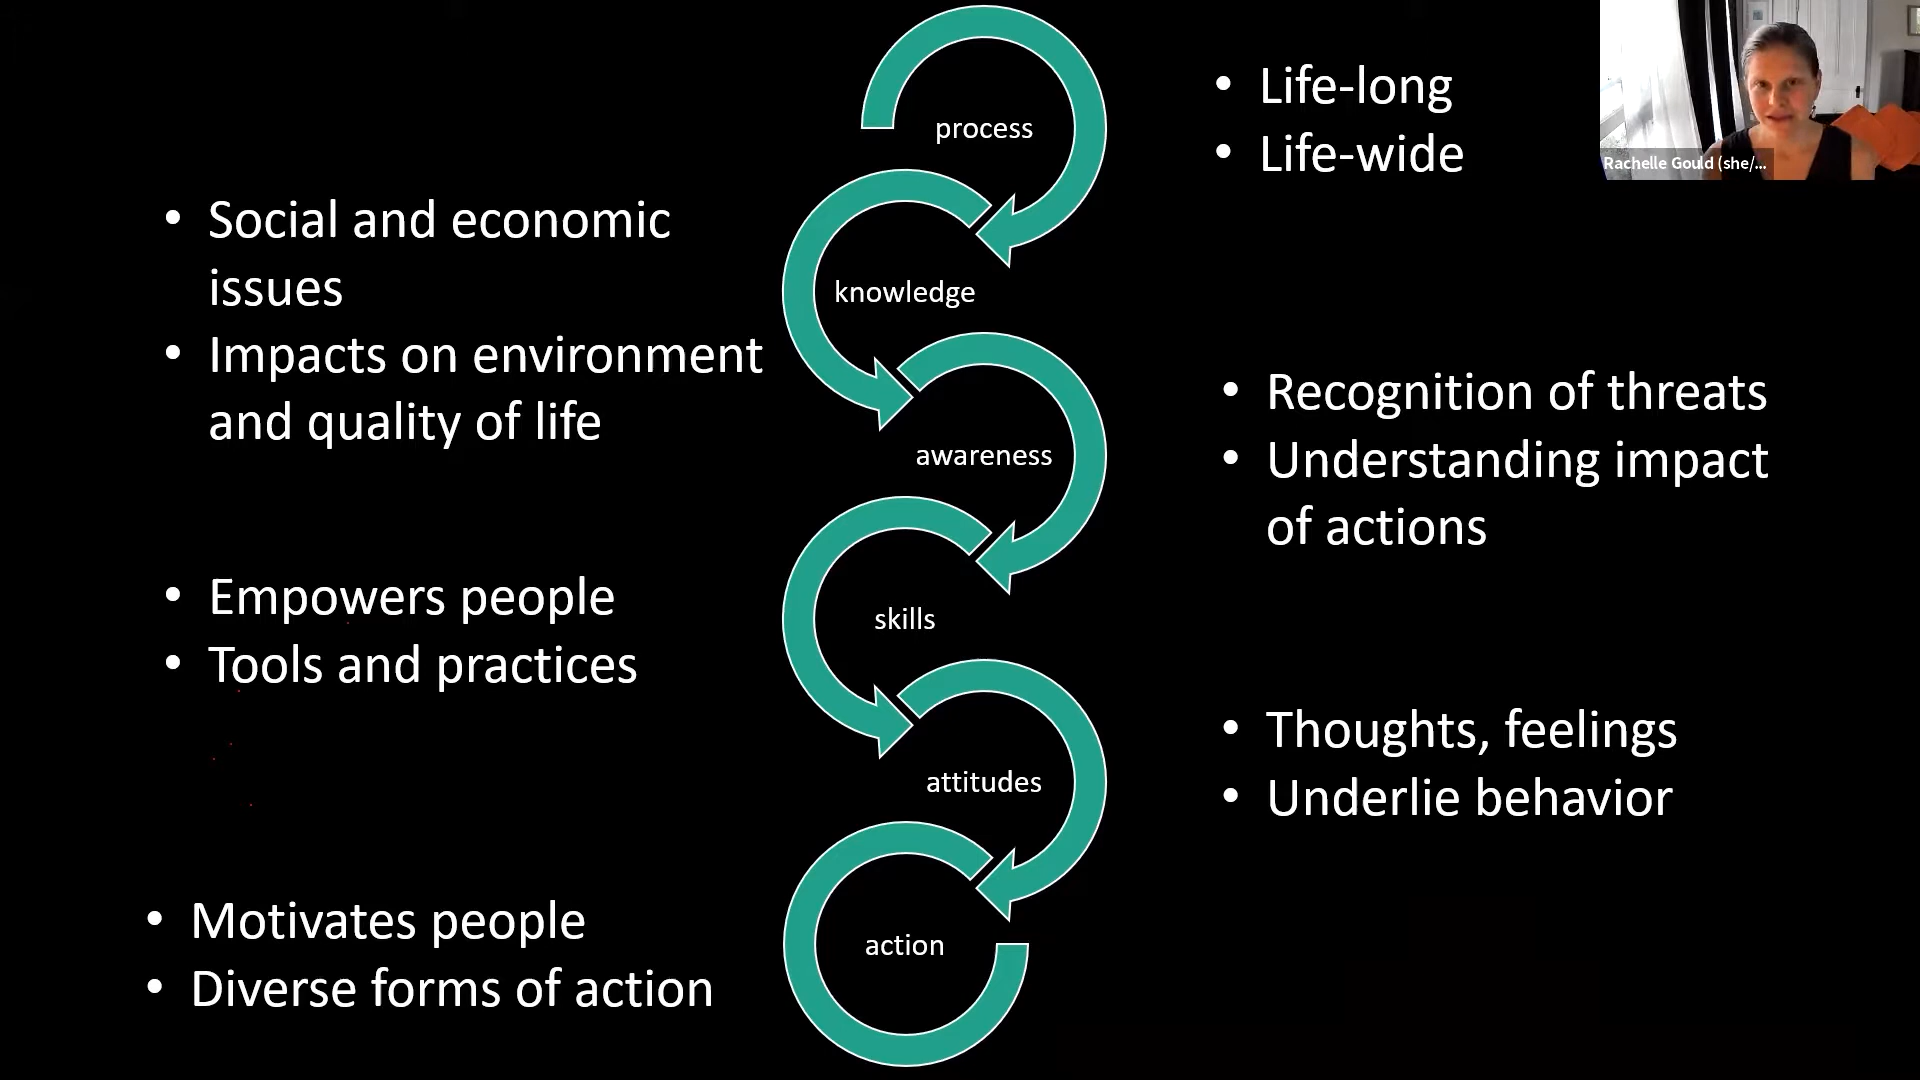 process
• Life-long
• Life-wide
Rachelle Gould (she/...
• Social and economic
issues
• Impacts on environment
and quality of life
knowledge
awareness
• Recognition of threats
• Understanding impact
of actions
• Empowers people
• Tools and practices
skills
attitudes
• Thoughts, feelings
• Underlie behavior
• Motivates people
• Diverse forms of action
action